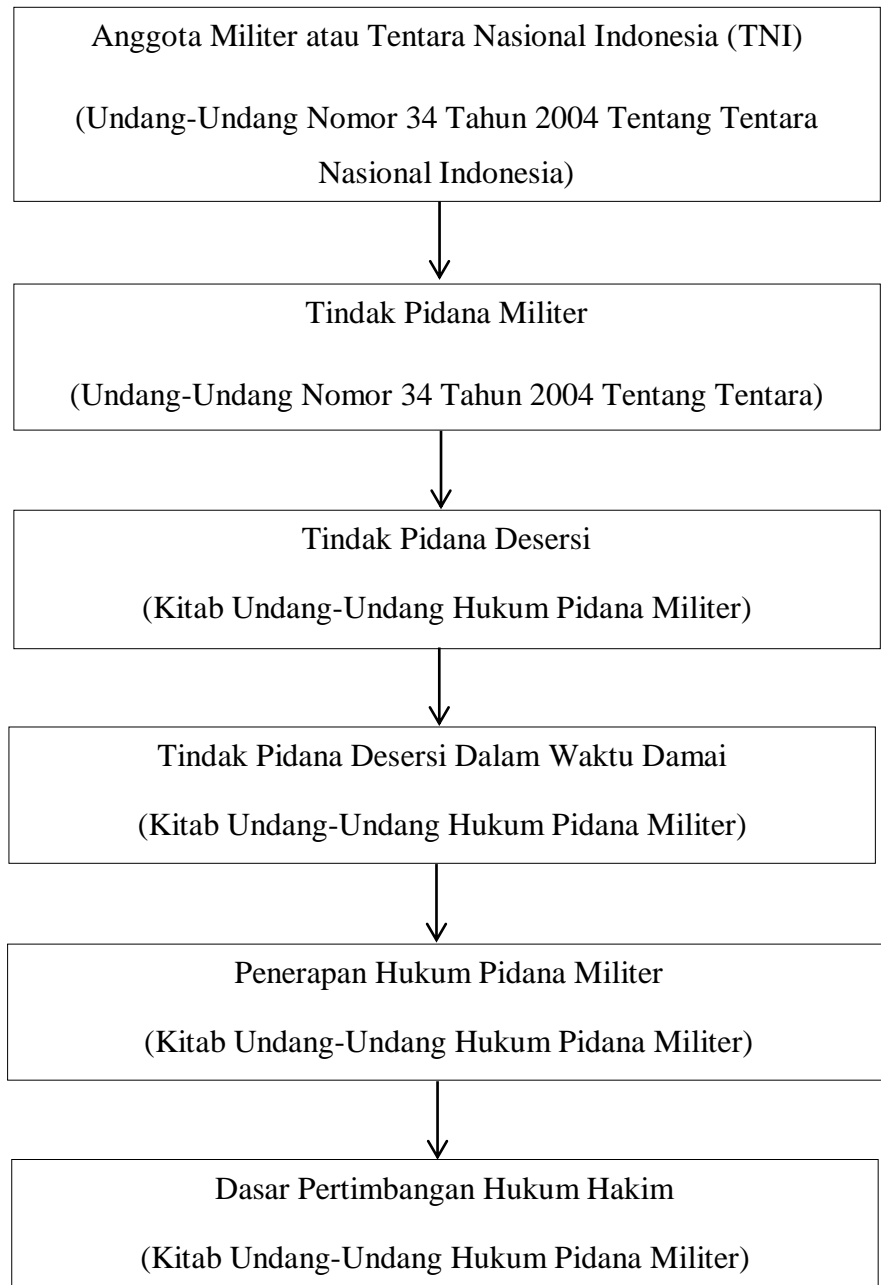 Anggota Militer atau Tentara Nasional Indonesia (TNI)
(Undang-Undang Nomor 34 Tahun 2004 Tentang Tentara
Nasional Indonesia)
Tindak Pidana Militer
(Undang-Undang Nomor 34 Tahun 2004 Tentang Tentara)
Tindak Pidana Desersi
(Kitab Undang-Undang Hukum Pidana Militer)
Tindak Pidana Desersi Dalam Waktu Damai
(Kitab Undang-Undang Hukum Pidana Militer)
Penerapan Hukum Pidana Militer
(Kitab Undang-Undang Hukum Pidana Militer)
Dasar Pertimbangan Hukum Hakim
(Kitab Undang-Undang Hukum Pidana Militer)